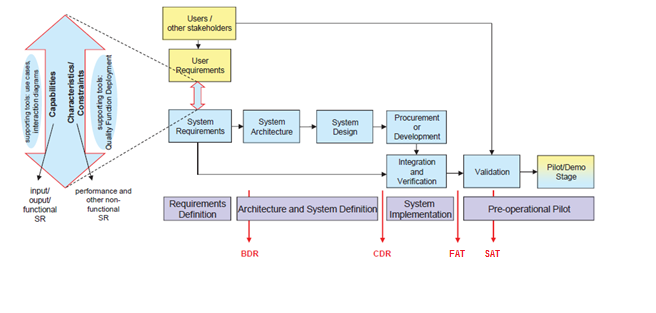 Users /
other stakeholders
User
Requirements
supporting tools: use cases,
interaction diagrams
Capabilities
Characteristics/
Constraints
supporting tools:
Quality Function Deployment
System
Requirements
System
Architecture
System
Design
Procurement
or
Development
Integration
and
Verification
Validation
Pilot/Demo
Stage
input/
ouput/
functional
SR
performance and
other non-
functional
SR
Requirements
Definition
Architecture and System Definition
System
Implementation
Pre-operational Pilot
BDR
CDR
FAT
SAT